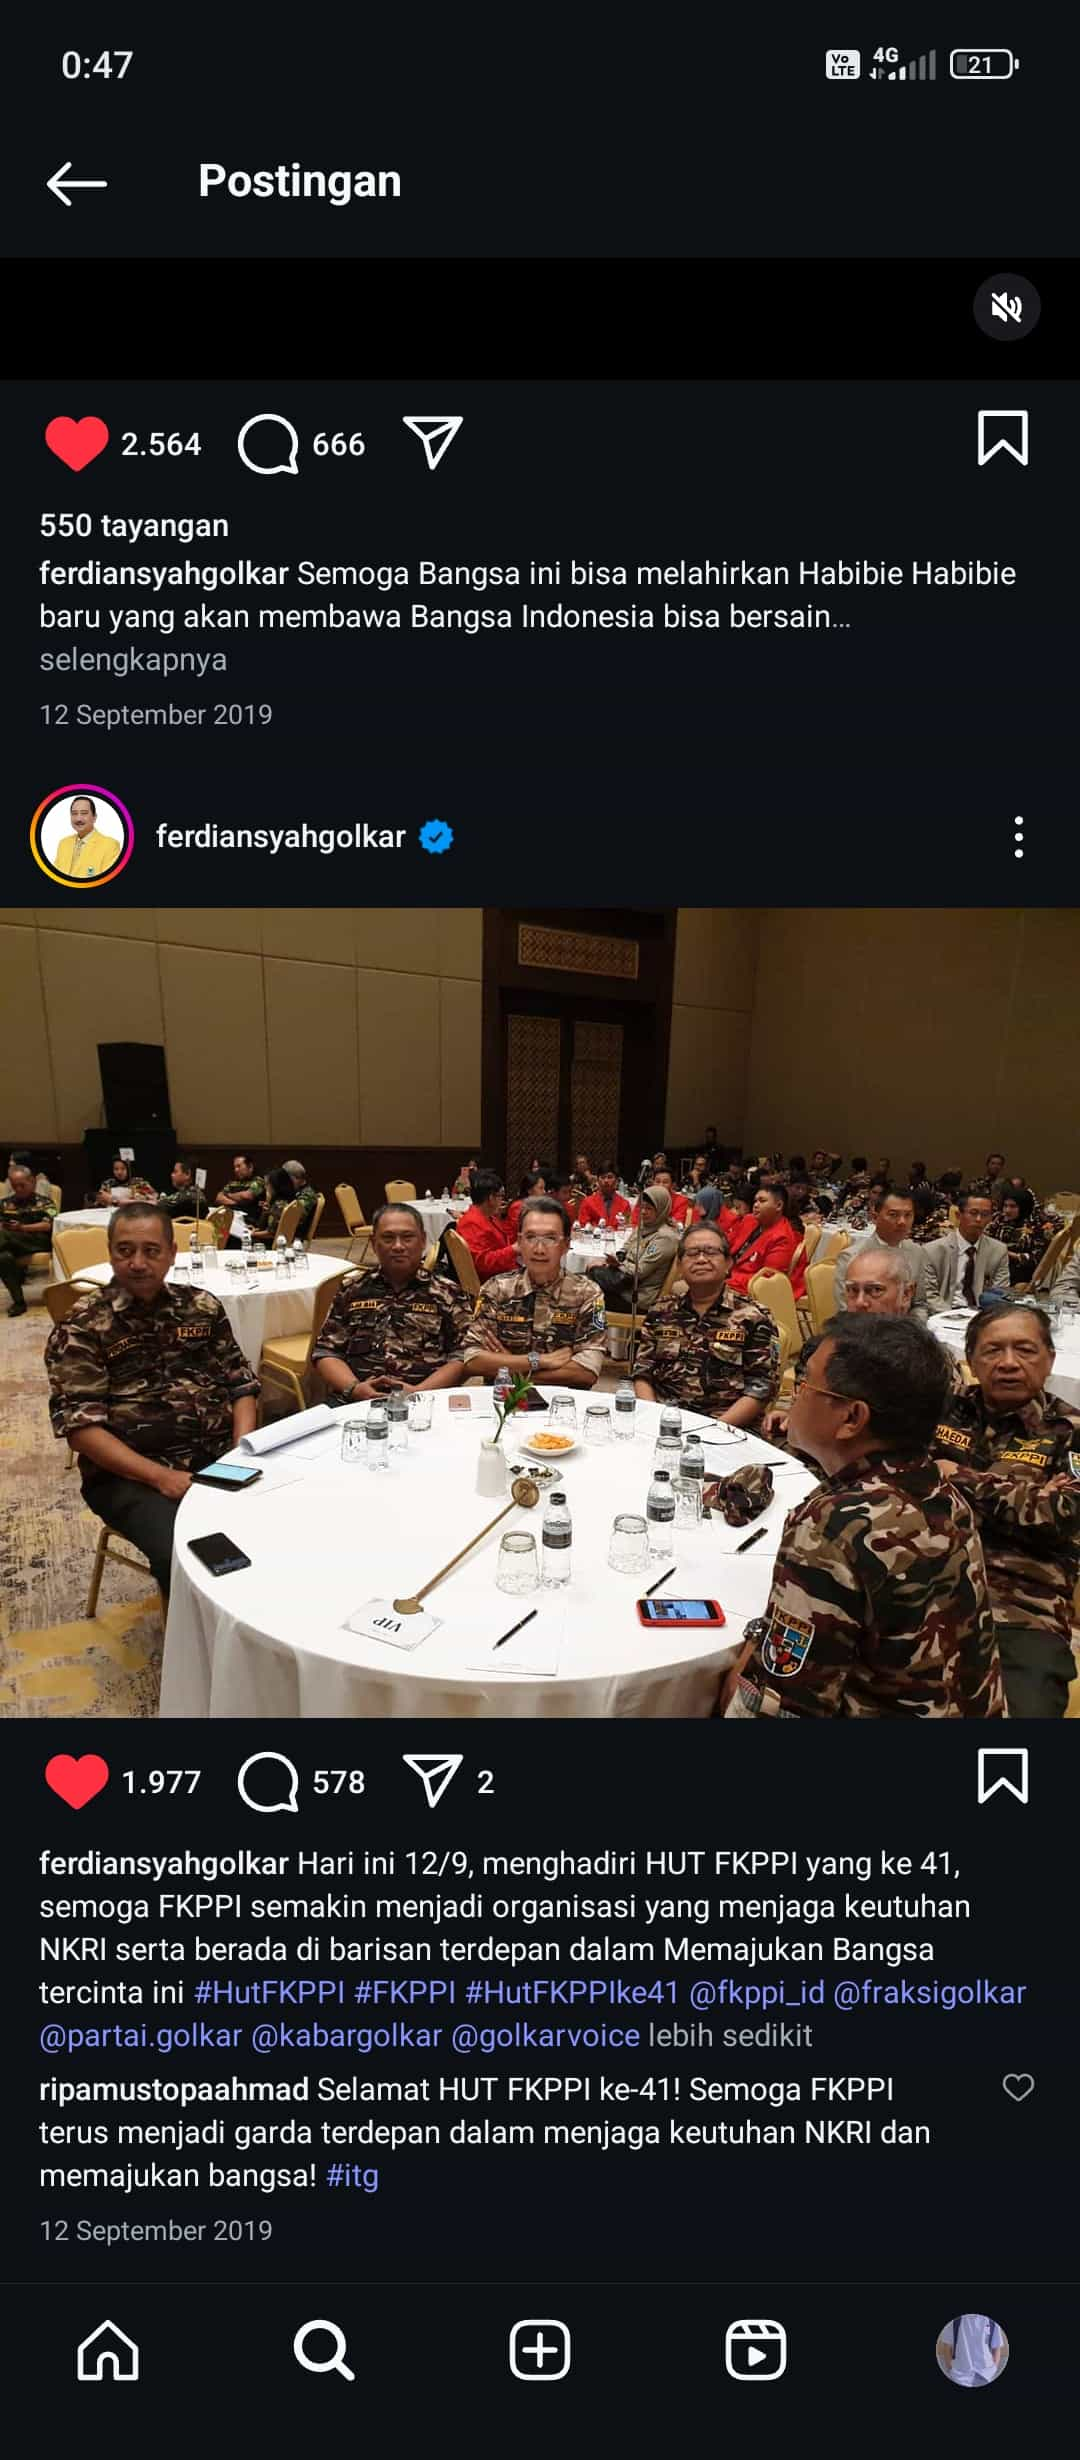 0:47
Vo LTE 4G 21
Postingan
2.564 666
550 tayangan
ferdiansyahgolkar Semoga Bangsa ini bisa melahirkan Habibie Habibie
baru yang akan membawa Bangsa Indonesia bisa bersain...
selengkapnya
12 September 2019
ferdiansyahgolkar
FKPPI
FKPPI
FKPPI
FKPPI
FKPPI
VIP
1.977 578 2
ferdiansyahgolkar Hari ini 12/9, menghadiri HUT FKPPI yang ke 41,
semoga FKPPI semakin menjadi organisasi yang menjaga keutuhan
NKRI serta berada di barisan terdepan dalam Memajukan Bangsa
tercinta ini #HutFKPPI #FKPPI #HutFKPPIke41 @fkppi_id @fraksigolkar
@partai.golkar @kabargolkar @golkarvoice lebih sedikit
ripamustopaahmad Selamat HUT FKPPI ke-41! Semoga FKPPI
terus menjadi garda terdepan dalam menjaga keutuhan NKRI dan
memajukan bangsa! #itg
12 September 2019